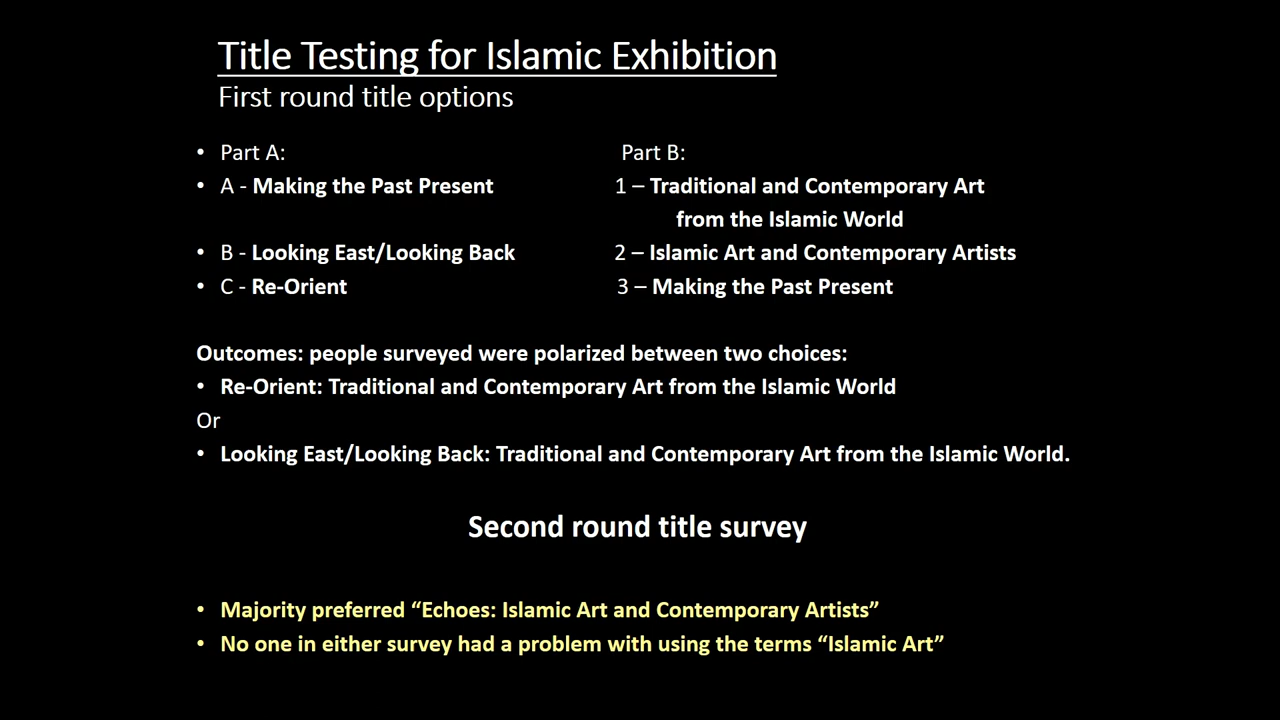 Title Testing for Islamic Exhibition
First round title options
• Part A: Part B:
• A - Making the Past Present 1 – Traditional and Contemporary Art
from the Islamic World
• B - Looking East/Looking Back 2 – Islamic Art and Contemporary Artists
• C - Re-Orient 3 – Making the Past Present
Outcomes: people surveyed were polarized between two choices:
• Re-Orient: Traditional and Contemporary Art from the Islamic World
Or
• Looking East/Looking Back: Traditional and Contemporary Art from the Islamic World.
Second round title survey
• Majority preferred “Echoes: Islamic Art and Contemporary Artists”
• No one in either survey had a problem with using the terms “Islamic Art”